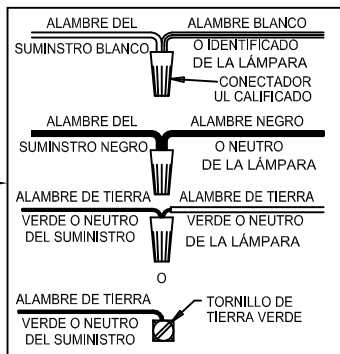 ALAMBRE DEL ALAMBRE BLANCO
SUMINSTRO BLANCO O IDENTIFICADO
DE LA LÁMPARA
CONECTADOR
UL CALIFICADO
ALAMBRE DEL ALAMBRE NEGRO
SUMINSTRO NEGRO O NEUTRO
DE LA LÁMPARA
ALAMBRE DE TIERRA ALAMBRE DE TIERRA
VERDE O NEUTRO VERDE O NEUTRO
DEL SUMINISTRO DE LA LÁMPARA
O
ALAMBRE DE TIERRA TORNILLO DE
VERDE O NEUTRO TIERRA VERDE
DEL SUMINISTRO